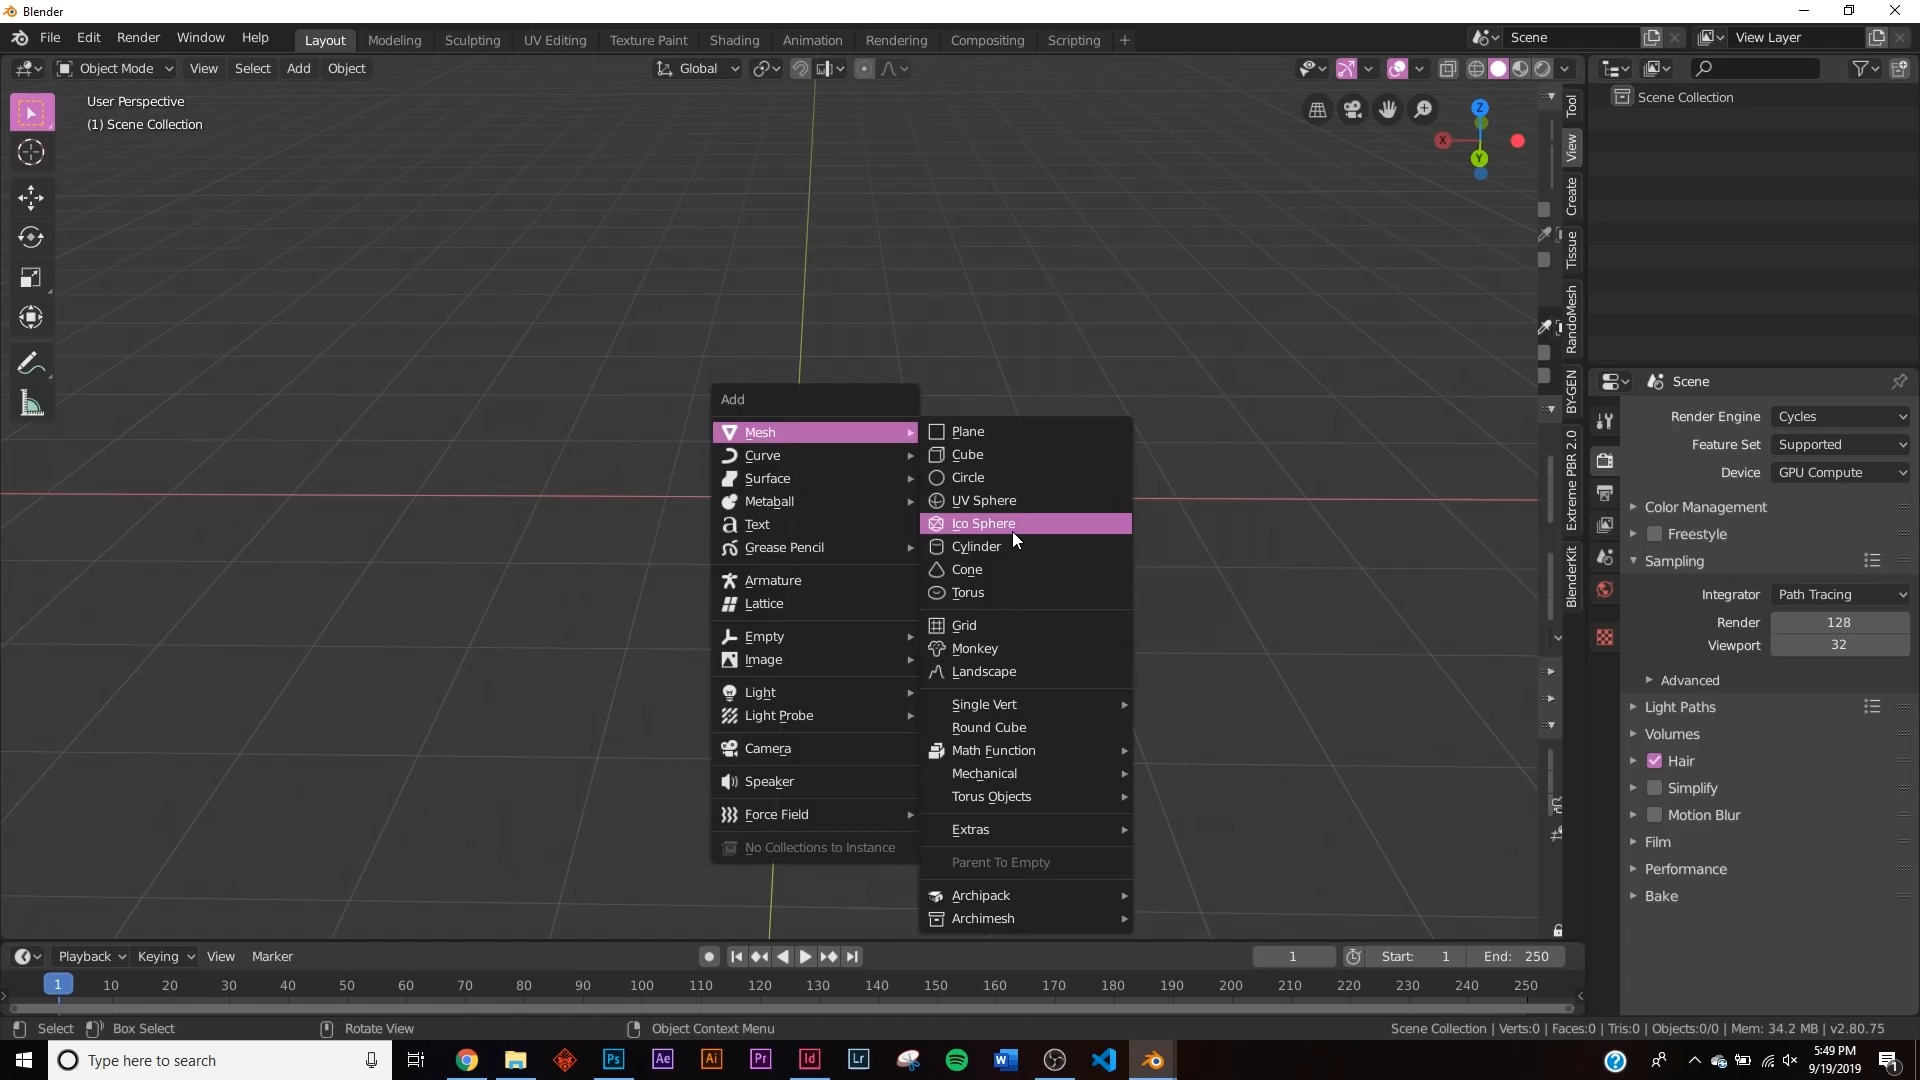 Blender
File Edit Render Window Help Layout Modeling Sculpting UV Editing Texture Paint Shading Animation Rendering Compositing Scripting + Scene View Layer
Object Mode View Select Add Object Global
User Perspective
(1) Scene Collection
Z
X
Y
Tool
View
Create
Tissue
RandoMesh
BY-GEN
Extreme PBR 2.0
BlenderKit
Scene Collection
Add
Mesh
Curve
Surface
Metaball
Text
Grease Pencil
Armature
Lattice
Empty
Image
Light
Light Probe
Camera
Speaker
Force Field
No Collections to Instance
Plane
Cube
Circle
UV Sphere
Ico Sphere
Cylinder
Cone
Torus
Grid
Monkey
Landscape
Single Vert
Round Cube
Math Function
Mechanical
Torus Objects
Extras
Parent To Empty
Archipack
Archimesh
Scene
Render Engine Cycles
Feature Set Supported
Device GPU Compute
Color Management
Freestyle
Sampling
Integrator Path Tracing
Render 128
Viewport 32
Advanced
Light Paths
Volumes
Hair
Simplify
Motion Blur
Film
Performance
Bake
Playback Keying View Marker 1 Start: 1 End: 250
1 10 20 30 40 50 60 70 80 90 100 110 120 130 140 150 160 170 180 190 200 210 220 230 240 250
Select Box Select Rotate View Object Context Menu Scene Collection | Verts:0 | Faces:0 | Tris:0 | Objects:0/0 | Mem: 34.2 MB | v2.80.75
Type here to search Ps Ae Ai Pr Id Lr W ? 5:49 PM
9/19/2019 1